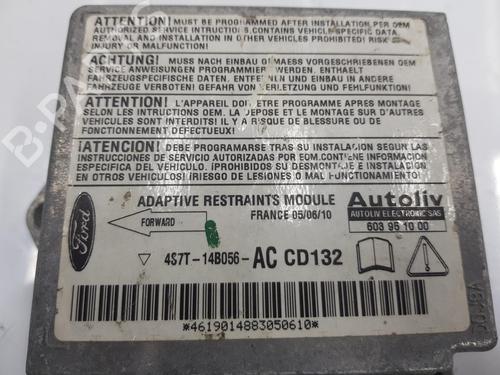 ATTENTION! MUST BE PROGRAMMED AFTER INSTALLATION PER OEM
AUTHORIZED SERVICE INSTRUCTIONS.CONTAINS VEHICLE SPECIFIC DATA
REMOVAL AND INSTALLATION IN OTHER VEHICLES PROHIBITED! RISK OF
INJURY OR MALFUNCTION!
ACHTUNG! MUSS NACH EINBAU GEMAESS VORGESCHRIEBENEN OEM
SERVICE ANWEISUNGEN PROGRAMMIERT WERDEN, ENTHAELT
FAHRZEUGSPEZIFISCHE DATEN, ENTFERNEN UND EINBAU IN ANDERE
FAHRZEUGE VERBOTEN! GEFAHR VON VERLETZUNG UND FEHLFUNKTION!
ATTENTION! L'APPAREIL DOIT ETRE PROGRAMME APRES MONTAGE
SELON LES INSTRUCTIONS OEM. LA DEPOSE ET LE MONTAGE SUR D'AUTRES
VEHICULES SONT INTERDITS! RISQUE DE BLESSURE OU DE
FONCTIONNEMENT DEFECTUEUX!
¡ATENCION! DEBE PROGRAMARSE TRAS SU INSTALACION SEGUN LAS
INSTRUCCIONES DE SERVICIO AUTORIZADAS POR EOM.CONTIENE INFORMACION
ESPECIFICA DEL VEHICULO. ¡PROHIBIDO SU DESMONTAJE E INSTALACION
EN OTROS VEHICULOS! ¡RIESGO DE LESIONES O MAL FUNCIONAMIENTO!
Ford
ADAPTIVE RESTRAINTS MODULE
FORWARD
FRANCE 05/06/10
Autoliv
AUTOLIV ELECTRONIC SAS
603 95 10 00
4S7T-14B056-AC CD132
*4619014883050610*
B-PARTS